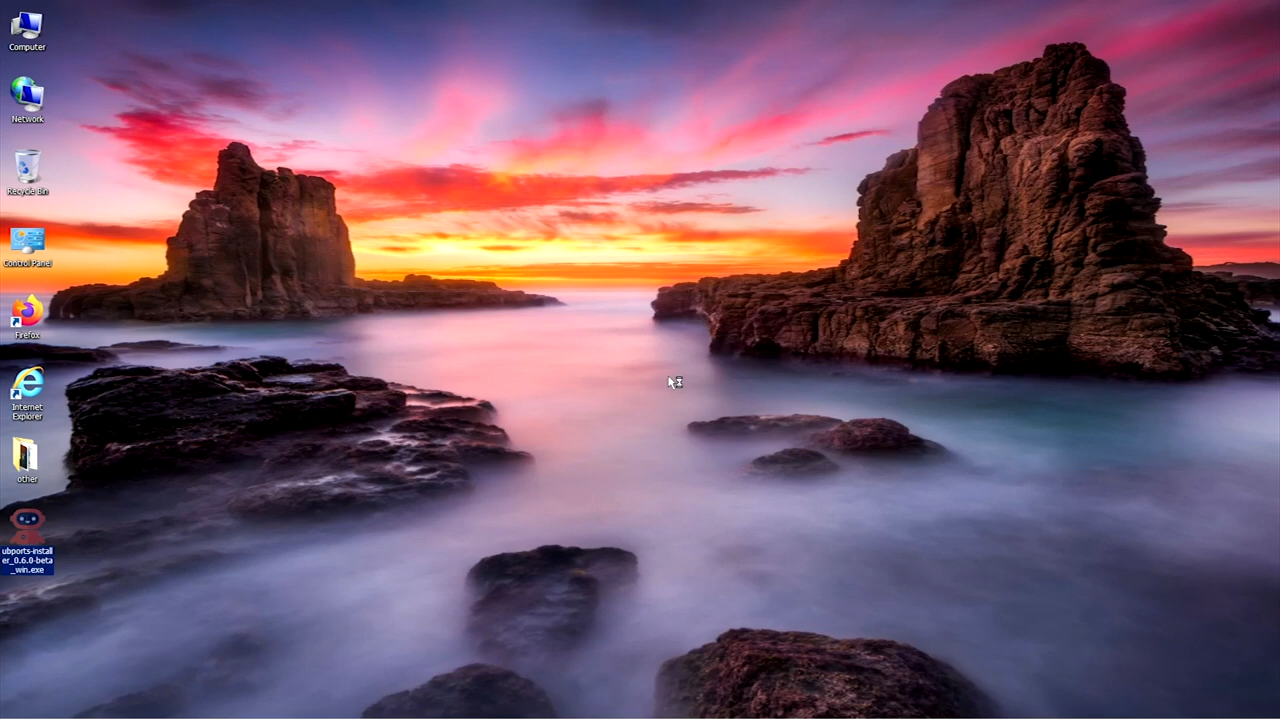 Computer
Network
Recycle Bin
Control Panel
Firefox
Internet
Explorer
other
ubports-install
er_0.6.0-beta
_win.exe